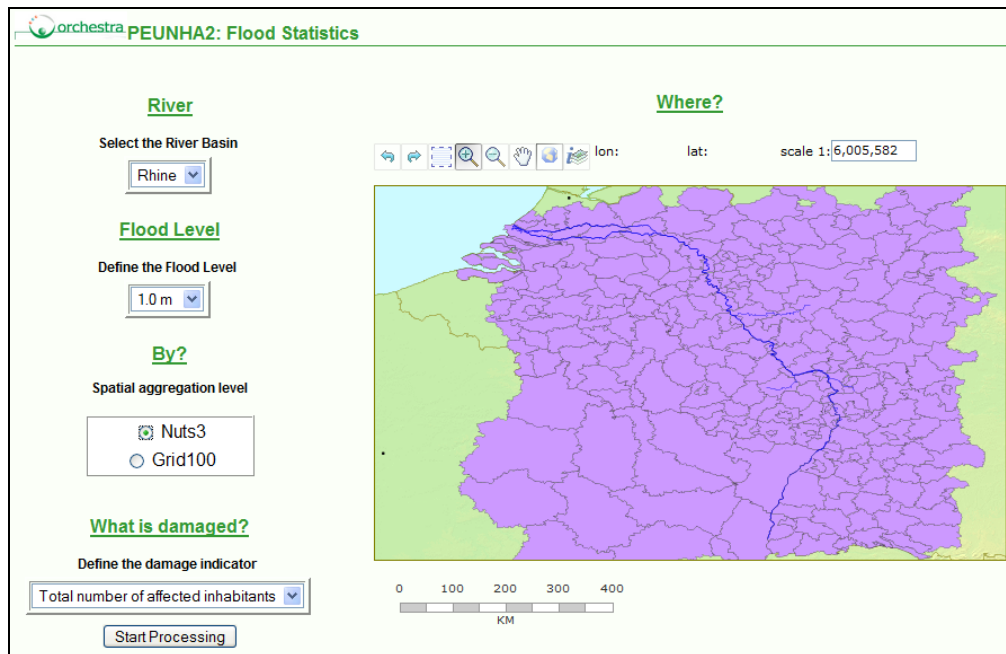 orchestra PEUNHA2: Flood Statistics
River
Select the River Basin
Rhine
Flood Level
Define the Flood Level
1.0 m
By?
Spatial aggregation level
Nuts3
Grid100
What is damaged?
Define the damage indicator
Total number of affected inhabitants
Start Processing
Where?
i lon: lat: scale 1: 6,005,582
0 100 200 300 400
KM